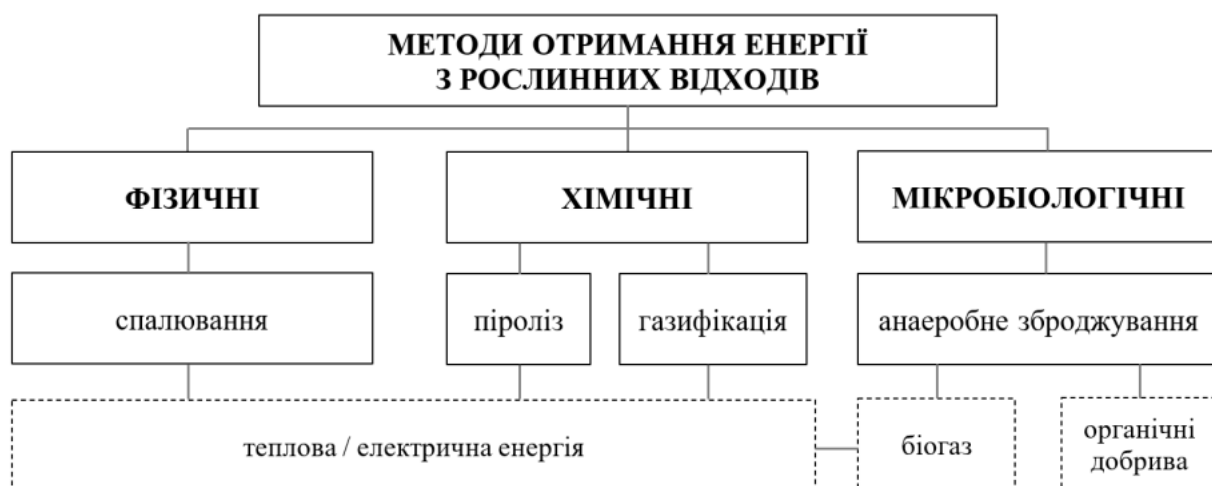 МЕТОДИ ОТРИМАННЯ ЕНЕРГІЇ
З РОСЛИННИХ ВІДХОДІВ
ФІЗИЧНІ
ХІМІЧНІ
МІКРОБІОЛОГІЧНІ
спалювання
піроліз
газифікація
анаеробне зброджування
теплова / електрична енергія
біогаз
органічні
добрива